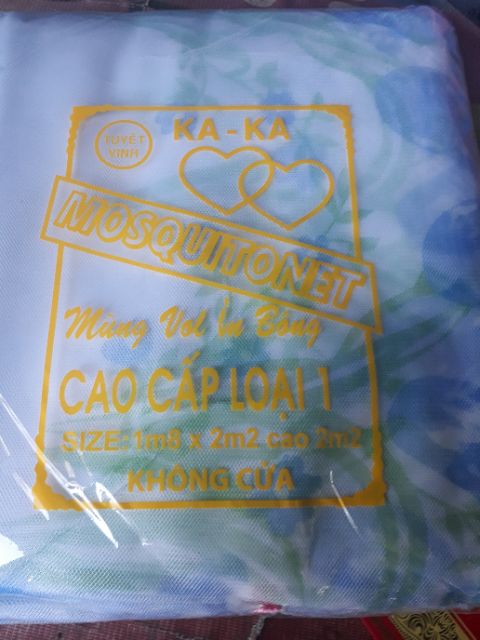 TUYẾT
VINH
KA - KA
MOSQUITONET
Mùng Vol In Bông
CAO CẤP LOẠI 1
SIZE: 1m8 x 2m2 cao 2m2
KHÔNG CỬA